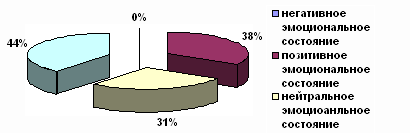 0%
44%
38%
31%
негативное
эмоциональное
состояние
позитивное
эмоциональное
состояние
нейтральное
эмоциоанльное
состояние